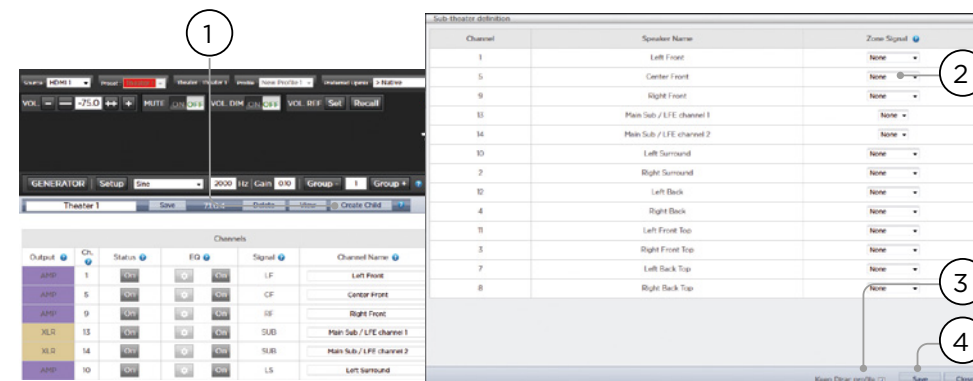 1
Source HDMI 1 Preset Theater Theater 1 Profile New Profile 1 Preferred Upmix > Native
VOL - — -75.0 ++ + MUTE ON OFF VOL DIM ON OFF VOL REF Set Recall
GENERATOR Setup Sine 2000 Hz Gain 0.10 Group - 1 Group + ?
Theater 1 Save Delete View Create Child ?
Channels
Output Ch. Status EQ Signal Channel Name
AMP 1 On On LF Left Front
AMP 5 On On CF Center Front
AMP 9 On On RF Right Front
XLR 13 On On SUB Main Sub / LFE channel 1
XLR 14 On On SUB Main Sub / LFE channel 2
AMP 10 On On LS Left Surround
Sub-theater definition
Channel Speaker Name Zone Signal
1 Left Front None
5 Center Front None
2
9 Right Front None
13 Main Sub / LFE channel 1 None
14 Main Sub / LFE channel 2 None
10 Left Surround None
2 Right Surround None
12 Left Back None
4 Right Back None
11 Left Front Top None
3 Right Front Top None
7 Left Back Top None
8 Right Back Top None
3
4
Keep Dirac profile Save Close